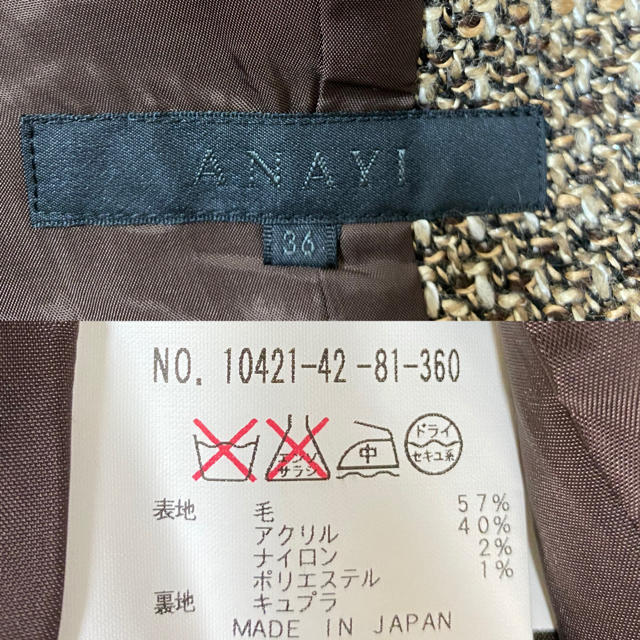 ANAYI
36
NO. 10421-42-81-360
エンソ
サラシ
中
ドライ
セキユ系
表地 毛 57%
アクリル 40%
ナイロン 2%
ポリエステル 1%
裏地 キュプラ
MADE IN JAPAN